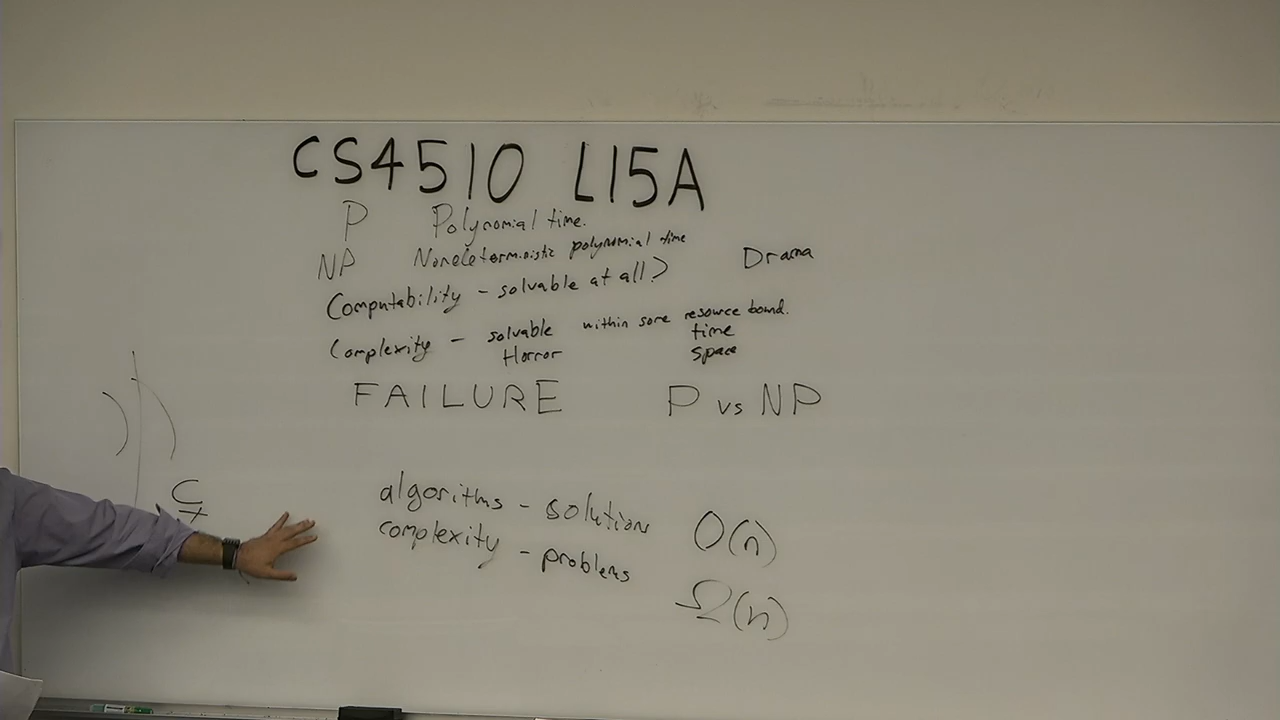 CS4510 L15A
P Polynomial time.
NP Nondeterministic polynomial time
Drama
Computability - solvable at all?
Complexity - solvable within some resource bound.
time
Horror space
FAILURE P vs NP
C
algorithms - solutions O(n)
complexity - problems
Ω(n)